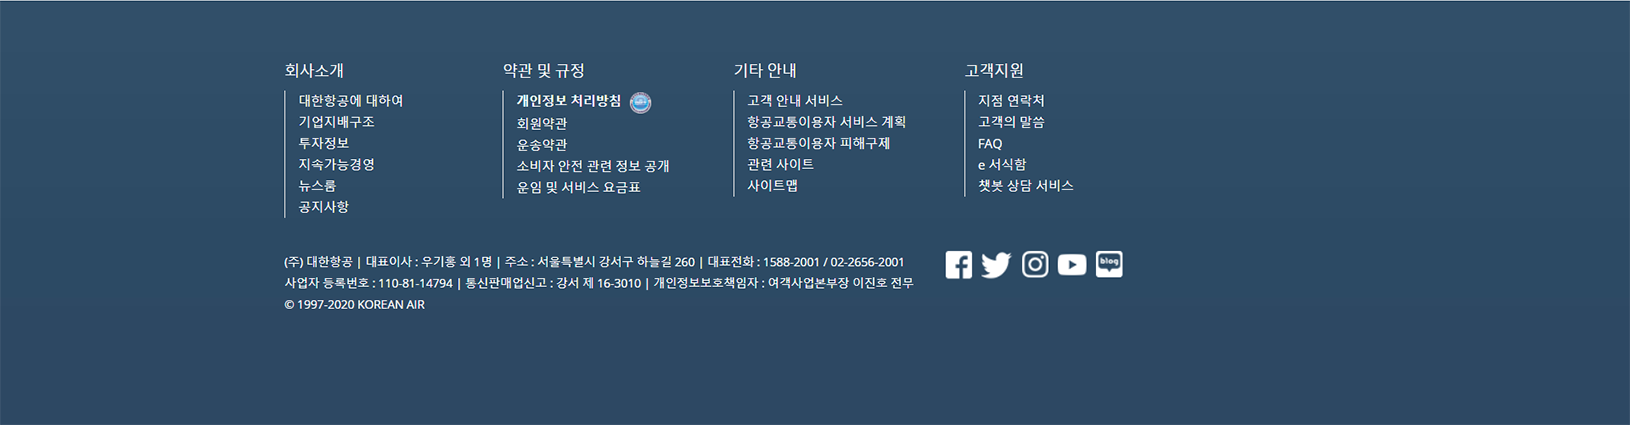 회사소개
대한항공에 대하여
기업지배구조
투자정보
지속가능경영
뉴스룸
공지사항
약관 및 규정
개인정보 처리방침
회원약관
운송약관
소비자 안전 관련 정보 공개
운임 및 서비스 요금표
기타 안내
고객 안내 서비스
항공교통이용자 서비스 계획
항공교통이용자 피해구제
관련 사이트
사이트맵
고객지원
지점 연락처
고객의 말씀
FAQ
e 서식함
챗봇 상담 서비스
(주) 대한항공 | 대표이사 : 우기홍 외 1명 | 주소 : 서울특별시 강서구 하늘길 260 | 대표전화 : 1588-2001 / 02-2656-2001
사업자 등록번호 : 110-81-14794 | 통신판매업신고 : 강서 제 16-3010 | 개인정보보호책임자 : 여객사업본부장 이진호 전무
© 1997-2020 KOREAN AIR
blog